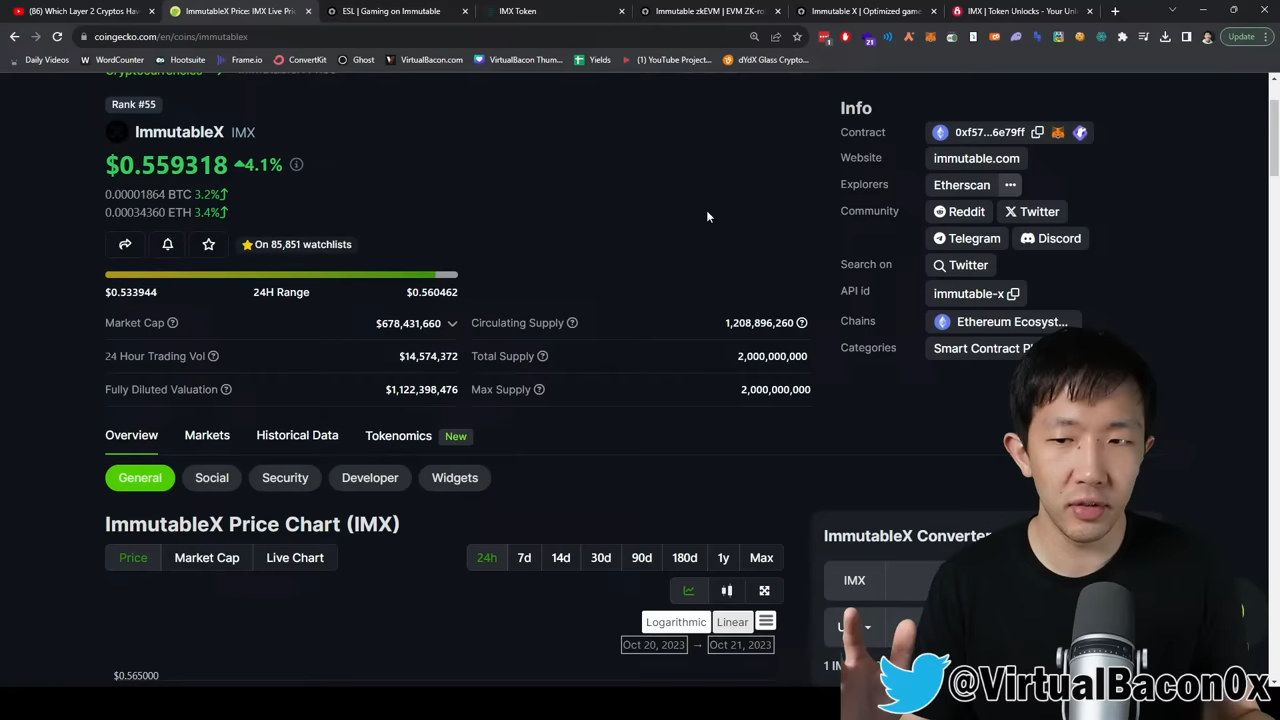 (86) Which Layer 2 Cryptos Hav
ImmutableX Price: IMX Live Pri
ESL | Gaming on Immutable
IMX Token
Immutable zkEVM | EVM ZK-ro
Immutable X | Optimized game
IMX | Token Unlocks - Your Un
coingecko.com/en/coins/immutablex
Update
Daily Videos
WordCounter
Hootsuite
Frame.io
ConvertKit
Ghost
VirtualBacon.com
VirtualBacon Thum...
Yields
(1) YouTube Project...
dYdX Glass Crypto...
Rank #55
ImmutableX IMX
$0.559318 4.1%
0.00001864 BTC 3.2%
0.00034360 ETH 3.4%
On 85,851 watchlists
$0.533944 24H Range $0.560462
Market Cap $678,431,660
24 Hour Trading Vol $14,574,372
Fully Diluted Valuation $1,122,398,476
Circulating Supply 1,208,896,260
Total Supply 2,000,000,000
Max Supply 2,000,000,000
Info
Contract 0xf57...6e79ff
Website immutable.com
Explorers Etherscan
Community Reddit X Twitter
Telegram Discord
Search on Twitter
API id immutable-x
Chains Ethereum Ecosyst...
Categories Smart Contract Pl
Overview Markets Historical Data Tokenomics New
General Social Security Developer Widgets
ImmutableX Price Chart (IMX)
Price Market Cap Live Chart
24h 7d 14d 30d 90d 180d 1y Max
Logarithmic Linear
Oct 20, 2023 → Oct 21, 2023
$0.565000
ImmutableX Converter
IMX
1 IM
@VirtualBacon0x